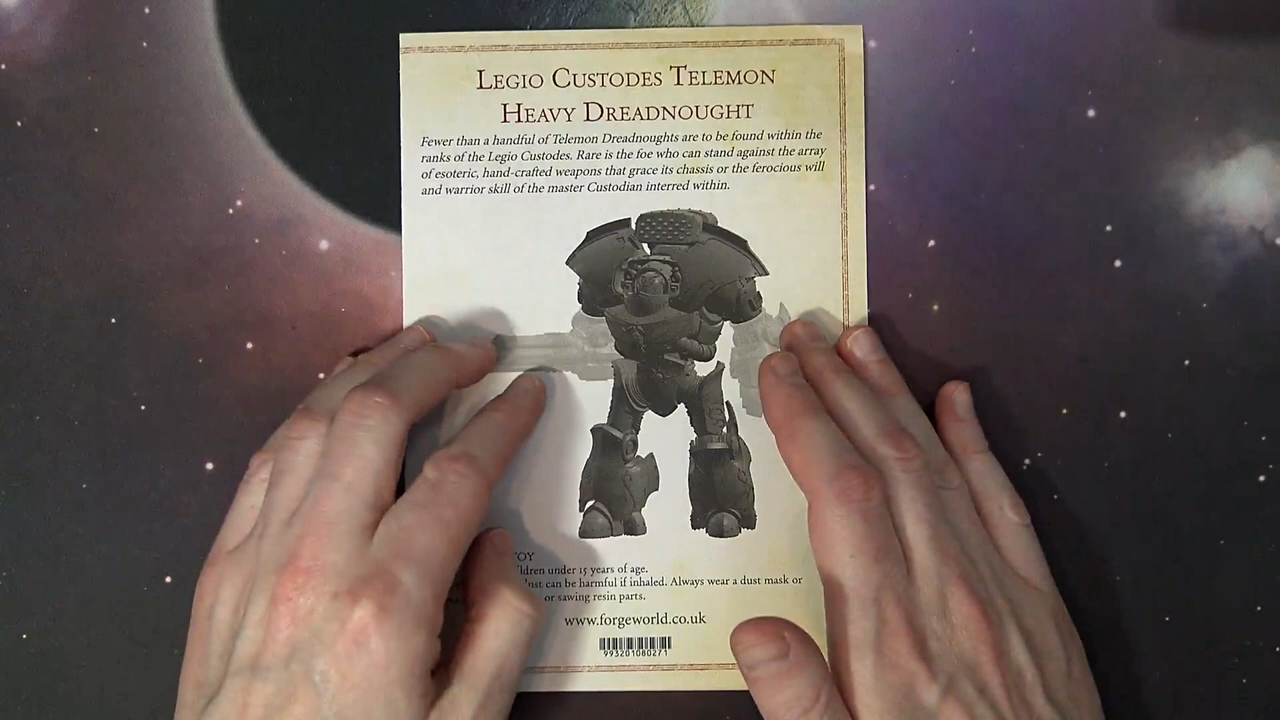 Legio Custodes Telemon
Heavy Dreadnought
Fewer than a handful of Telemon Dreadnoughts are to be found within the
ranks of the Legio Custodes. Rare is the foe who can stand against the array
of esoteric, hand-crafted weapons that grace its chassis or the ferocious will
and warrior skill of the master Custodian interred within.
under 15 years of age.
can be harmful if inhaled. Always wear a dust mask or
or sawing resin parts.
www.forgeworld.co.uk
99320108027​1